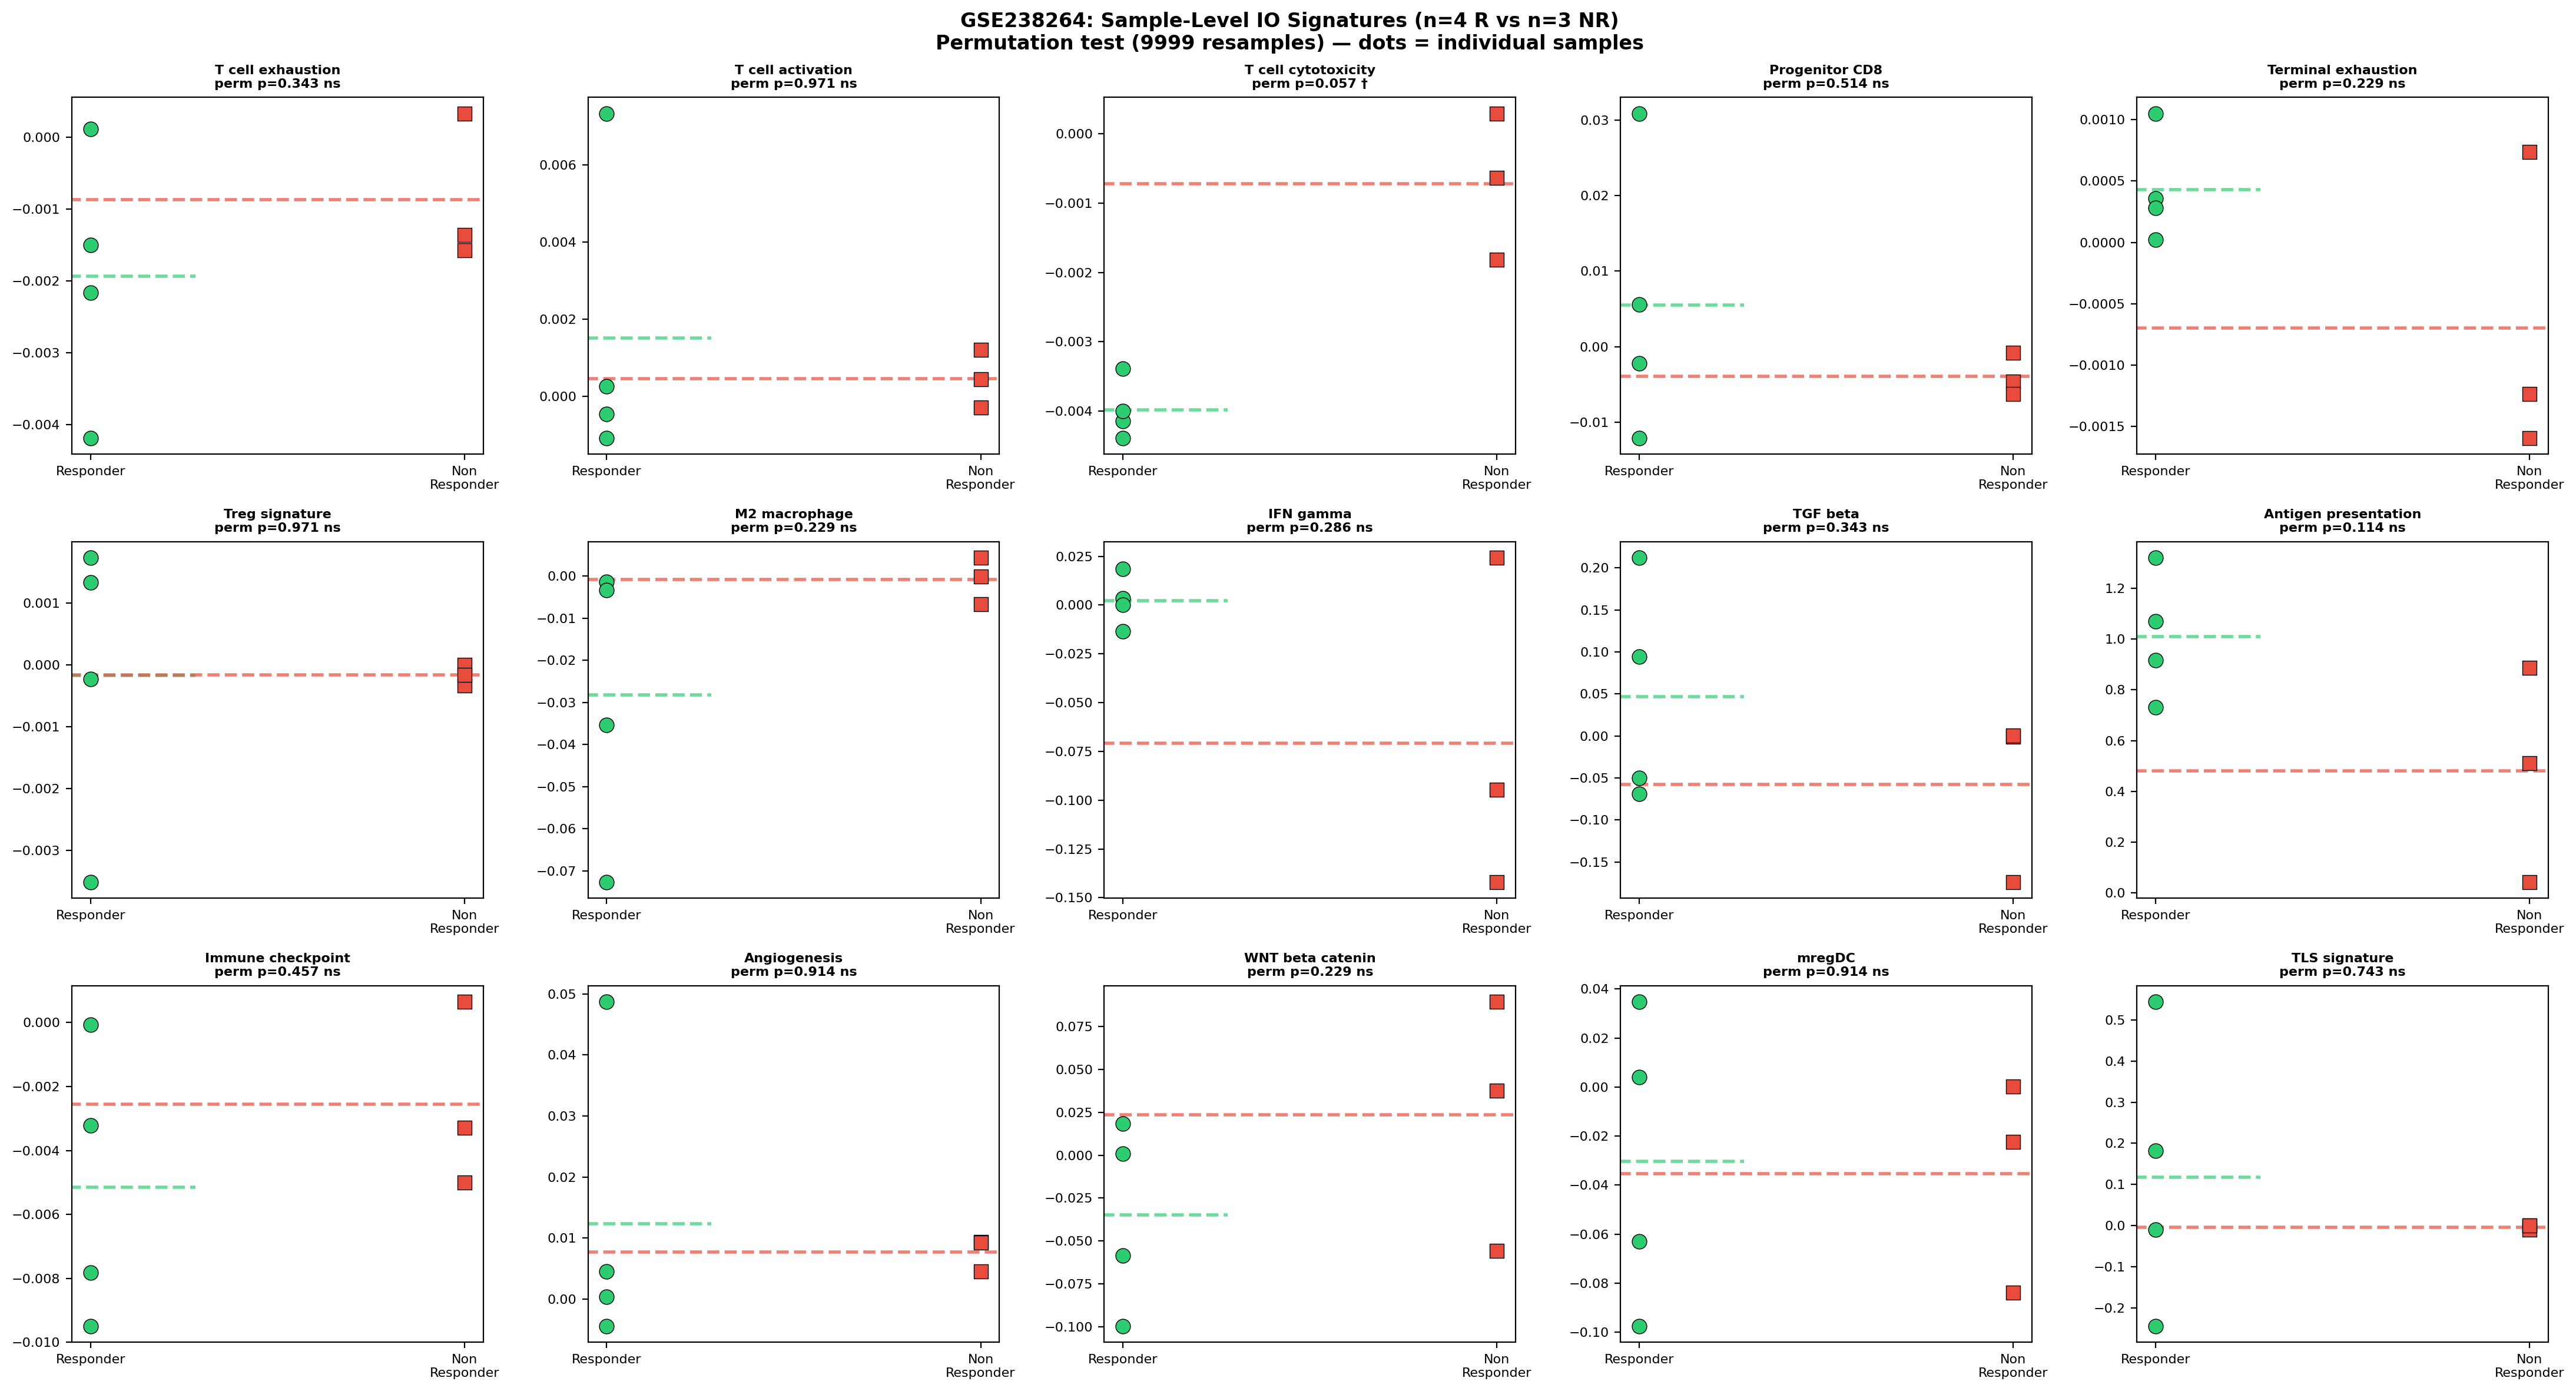 GSE238264: Sample-Level IO Signatures (n=4 R vs n=3 NR)
Permutation test (9999 resamples) — dots = individual samples
T cell exhaustion
perm p=0.343 ns
0.000
−0.001
−0.002
−0.003
−0.004
Responder
Non
Responder
T cell activation
perm p=0.971 ns
0.006
0.004
0.002
0.000
Responder
Non
Responder
T cell cytotoxicity
perm p=0.057 †
0.000
−0.001
−0.002
−0.003
−0.004
Responder
Non
Responder
Progenitor CD8
perm p=0.514 ns
0.03
0.02
0.01
0.00
−0.01
Responder
Non
Responder
Terminal exhaustion
perm p=0.229 ns
0.0010
0.0005
0.0000
−0.0005
−0.0010
−0.0015
Responder
Non
Responder
Treg signature
perm p=0.971 ns
0.001
0.000
−0.001
−0.002
−0.003
Responder
Non
Responder
M2 macrophage
perm p=0.229 ns
0.00
−0.01
−0.02
−0.03
−0.04
−0.05
−0.06
−0.07
Responder
Non
Responder
IFN gamma
perm p=0.286 ns
0.025
0.000
−0.025
−0.050
−0.075
−0.100
−0.125
−0.150
Responder
Non
Responder
TGF beta
perm p=0.343 ns
0.20
0.15
0.10
0.05
0.00
−0.05
−0.10
−0.15
Responder
Non
Responder
Antigen presentation
perm p=0.114 ns
1.2
1.0
0.8
0.6
0.4
0.2
0.0
Responder
Non
Responder
Immune checkpoint
perm p=0.457 ns
0.000
−0.002
−0.004
−0.006
−0.008
−0.010
Responder
Non
Responder
Angiogenesis
perm p=0.914 ns
0.05
0.04
0.03
0.02
0.01
0.00
Responder
Non
Responder
WNT beta catenin
perm p=0.229 ns
0.075
0.050
0.025
0.000
−0.025
−0.050
−0.075
−0.100
Responder
Non
Responder
mregDC
perm p=0.914 ns
0.04
0.02
0.00
−0.02
−0.04
−0.06
−0.08
−0.10
Responder
Non
Responder
TLS signature
perm p=0.743 ns
0.5
0.4
0.3
0.2
0.1
0.0
−0.1
−0.2
Responder
Non
Responder